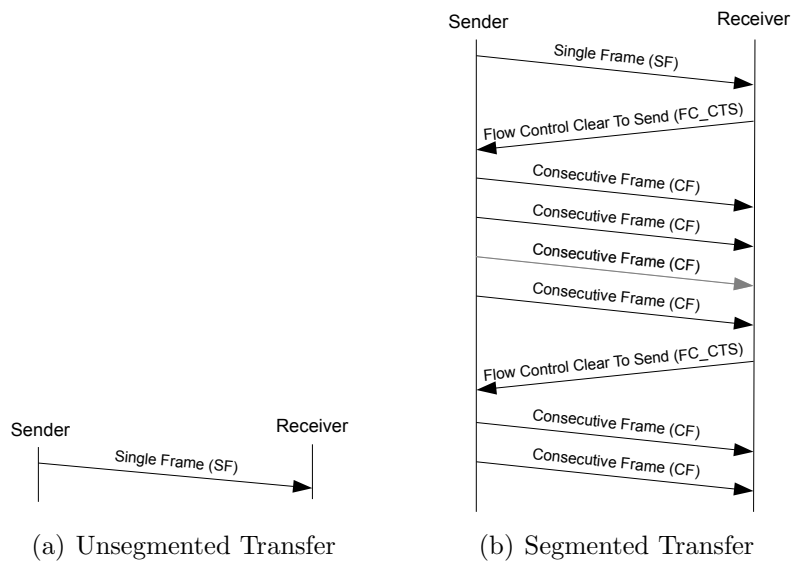 Sender
Receiver
Single Frame (SF)
Flow Control Clear To Send (FC_CTS)
Consecutive Frame (CF)
Consecutive Frame (CF)
Consecutive Frame (CF)
Consecutive Frame (CF)
Flow Control Clear To Send (FC_CTS)
Consecutive Frame (CF)
Consecutive Frame (CF)
Sender
Receiver
Single Frame (SF)
(a) Unsegmented Transfer
(b) Segmented Transfer